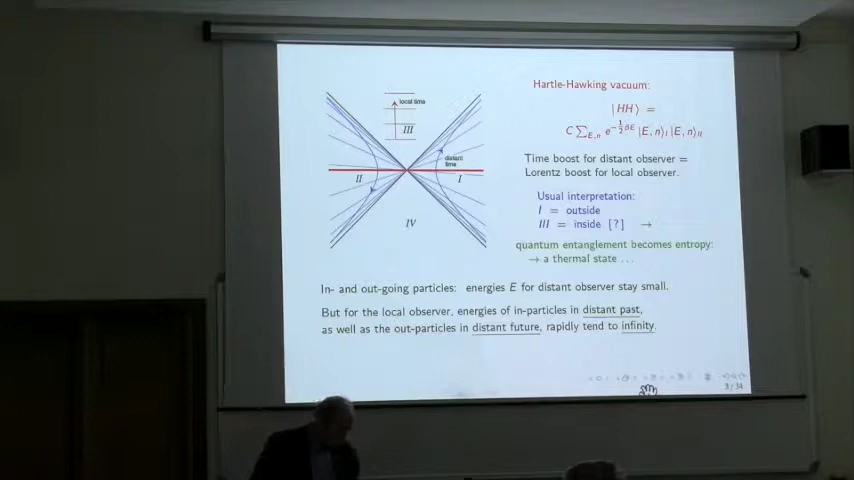 local time
III
distant
time
II
I
IV
Hartle-Hawking vacuum:
|HH⟩ =
C ∑E,n e^{-½βE} |E, n⟩I |E, n⟩II
Time boost for distant observer =
Lorentz boost for local observer.
Usual interpretation:
I = outside
III = inside [?] →
quantum entanglement becomes entropy:
→ a thermal state ...
In- and out-going particles: energies E for distant observer stay small.
But for the local observer, energies of in-particles in distant past,
as well as the out-particles in distant future, rapidly tend to infinity.
3 / 34